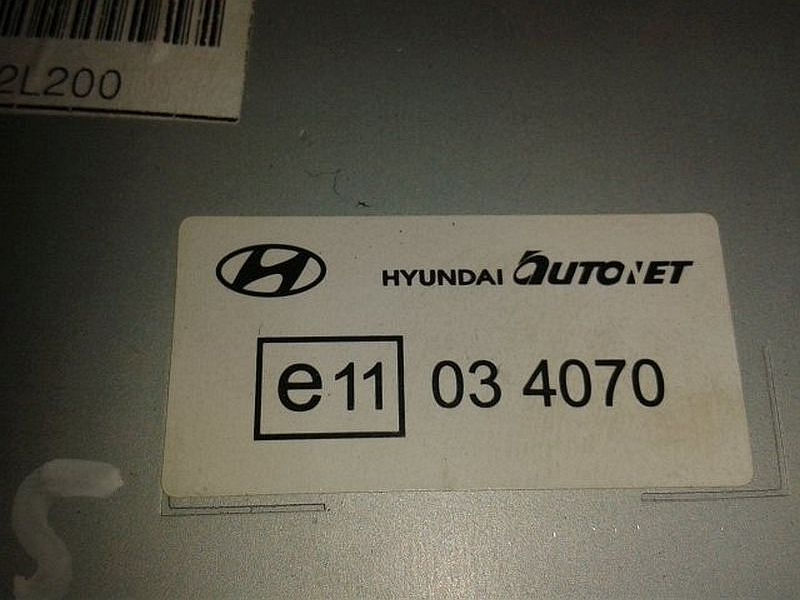 2L200
HYUNDAI AUTONET
e11 03 4070
S